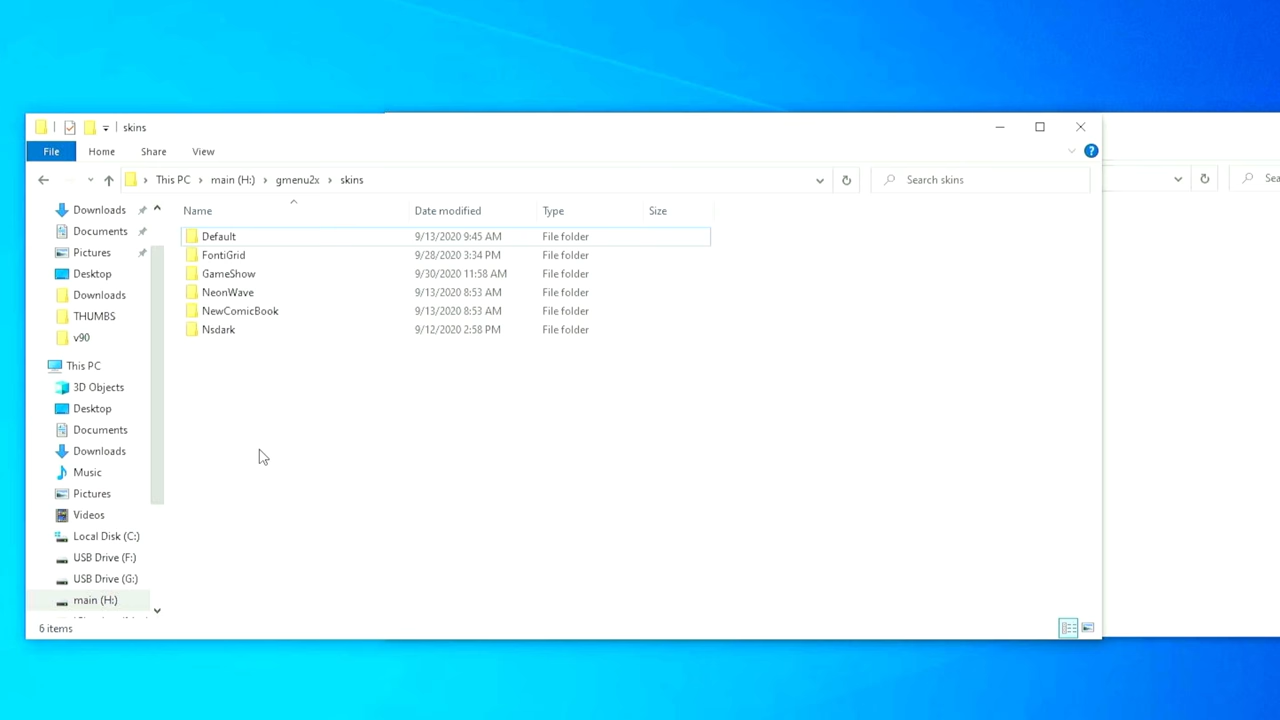 skins
File Home Share View
This PC main (H:) gmenu2x skins Search skins Sea
Name Date modified Type Size
Default 9/13/2020 9:45 AM File folder
FontiGrid 9/28/2020 3:34 PM File folder
GameShow 9/30/2020 11:58 AM File folder
NeonWave 9/13/2020 8:53 AM File folder
NewComicBook 9/13/2020 8:53 AM File folder
Nsdark 9/12/2020 2:58 PM File folder
Downloads
Documents
Pictures
Desktop
Downloads
THUMBS
v90
This PC
3D Objects
Desktop
Documents
Downloads
Music
Pictures
Videos
Local Disk (C:)
USB Drive (F:)
USB Drive (G:)
main (H:)
6 items